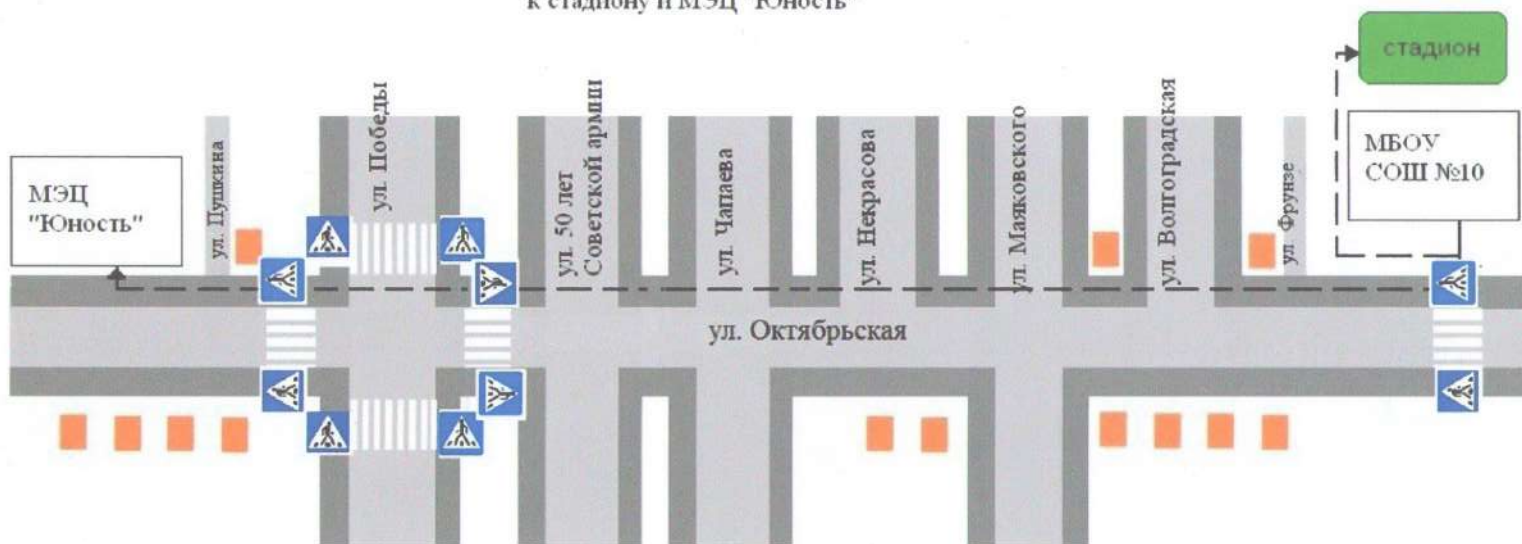 к стадиону и МЭЦ "Юность"
стадион
МБОУ
СОШ №10
МЭЦ
"Юность"
ул. Пушкина
ул. Победы
ул. 50 лет
Советской армии
ул. Чапаева
ул. Некрасова
ул. Маяковского
ул. Волгоградская
ул. Фрунзе
ул. Октябрьская